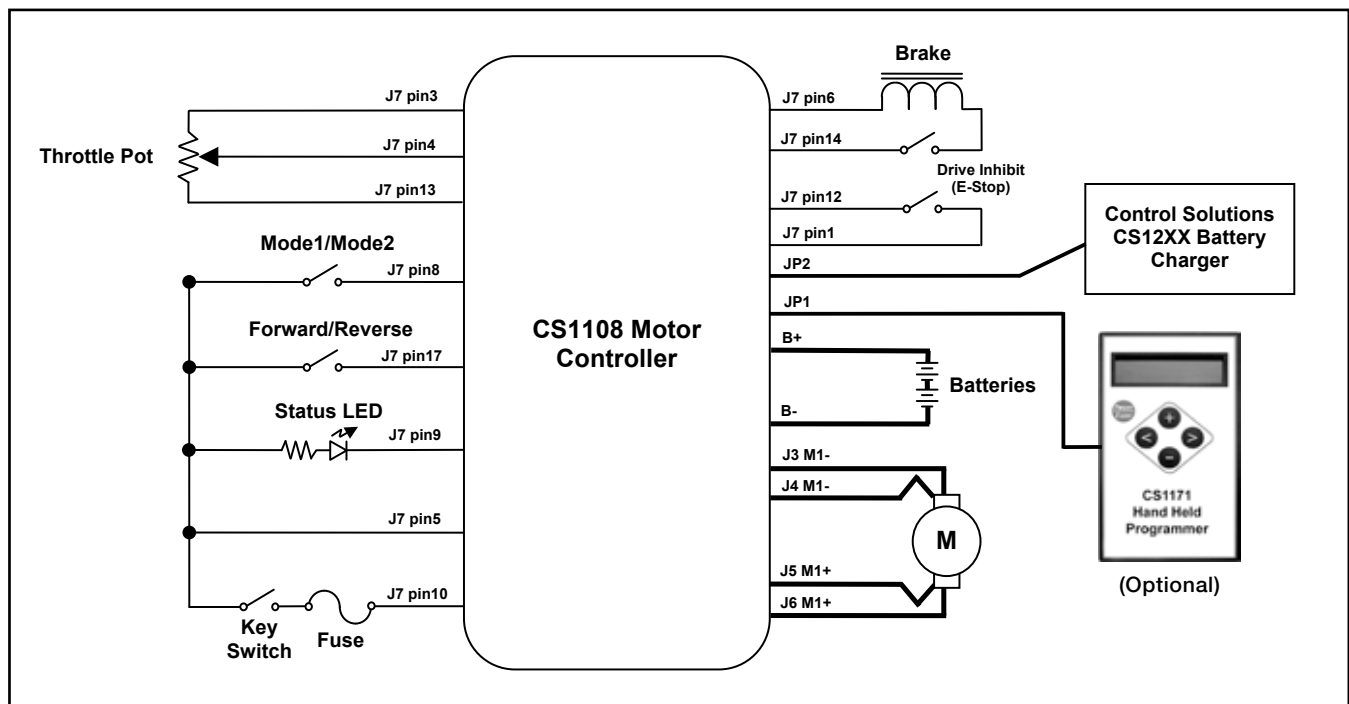 Throttle Pot
J7 pin3
J7 pin4
J7 pin13
Mode1/Mode2
J7 pin8
Forward/Reverse
J7 pin17
Status LED
J7 pin9
J7 pin5
J7 pin10
Key
Switch
Fuse
CS1108 Motor
Controller
Brake
J7 pin6
J7 pin14
Drive Inhibit
(E-Stop)
J7 pin12
J7 pin1
JP2
JP1
B+
Batteries
B-
J3 M1-
J4 M1-
M
J5 M1+
J6 M1+
Control Solutions
CS12XX Battery
Charger
+
< >
-
CS1171
Hand Held
Programmer
(Optional)